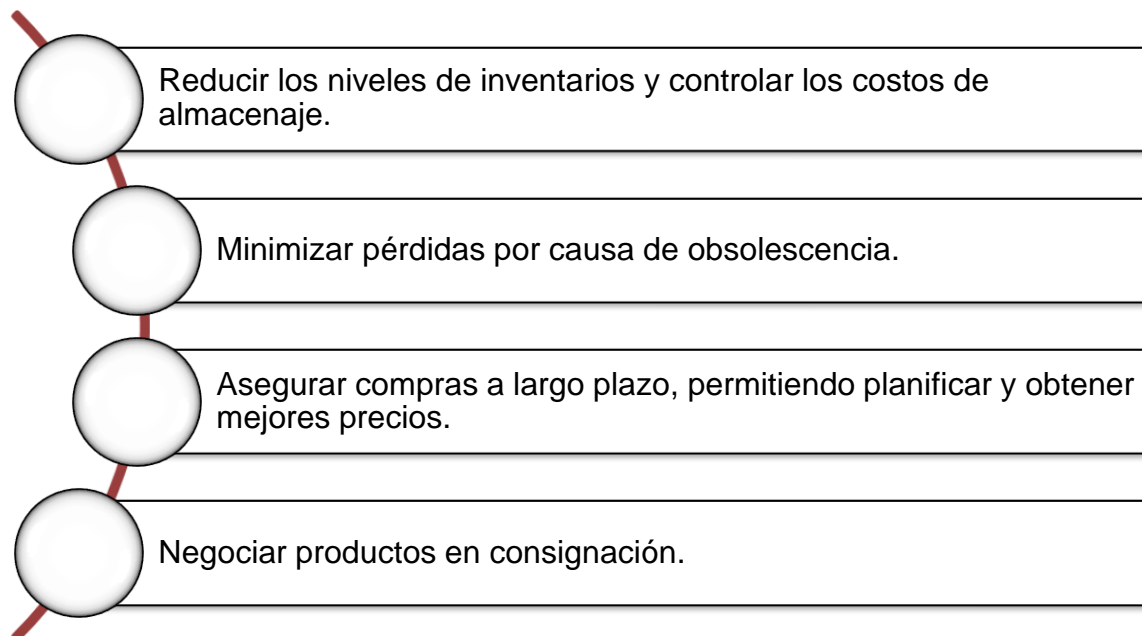 Reducir los niveles de inventarios y controlar los costos de
almacenaje.
Minimizar pérdidas por causa de obsolescencia.
Asegurar compras a largo plazo, permitiendo planificar y obtener
mejores precios.
Negociar productos en consignación.